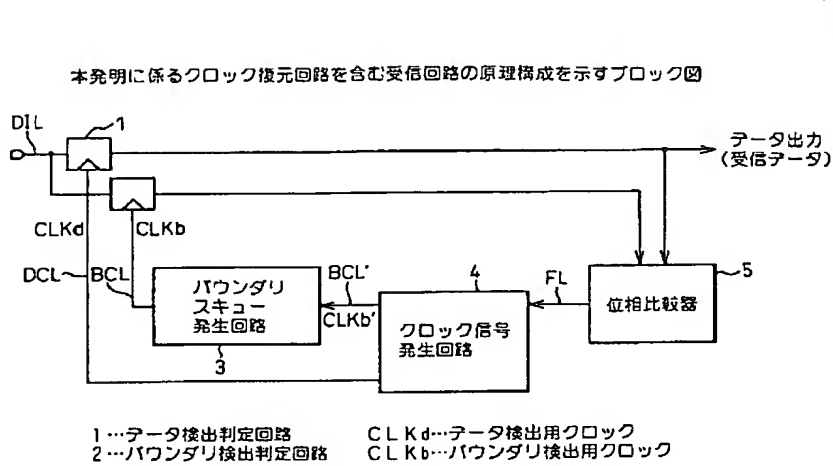 本発明に係るクロック復元回路を含む受信回路の原理構成を示すブロック図
DIL
1
データ出力
(受信データ)
CLKd
CLKb
DCL
BCL
バウンダリ
スキュー
発生回路
3
BCL'
CLKb'
4
クロック信号
発生回路
FL
位相比較器
5
1…データ検出判定回路 CLKd…データ検出用クロック
2…バウンダリ検出判定回路 CLKb…バウンダリ検出用クロック